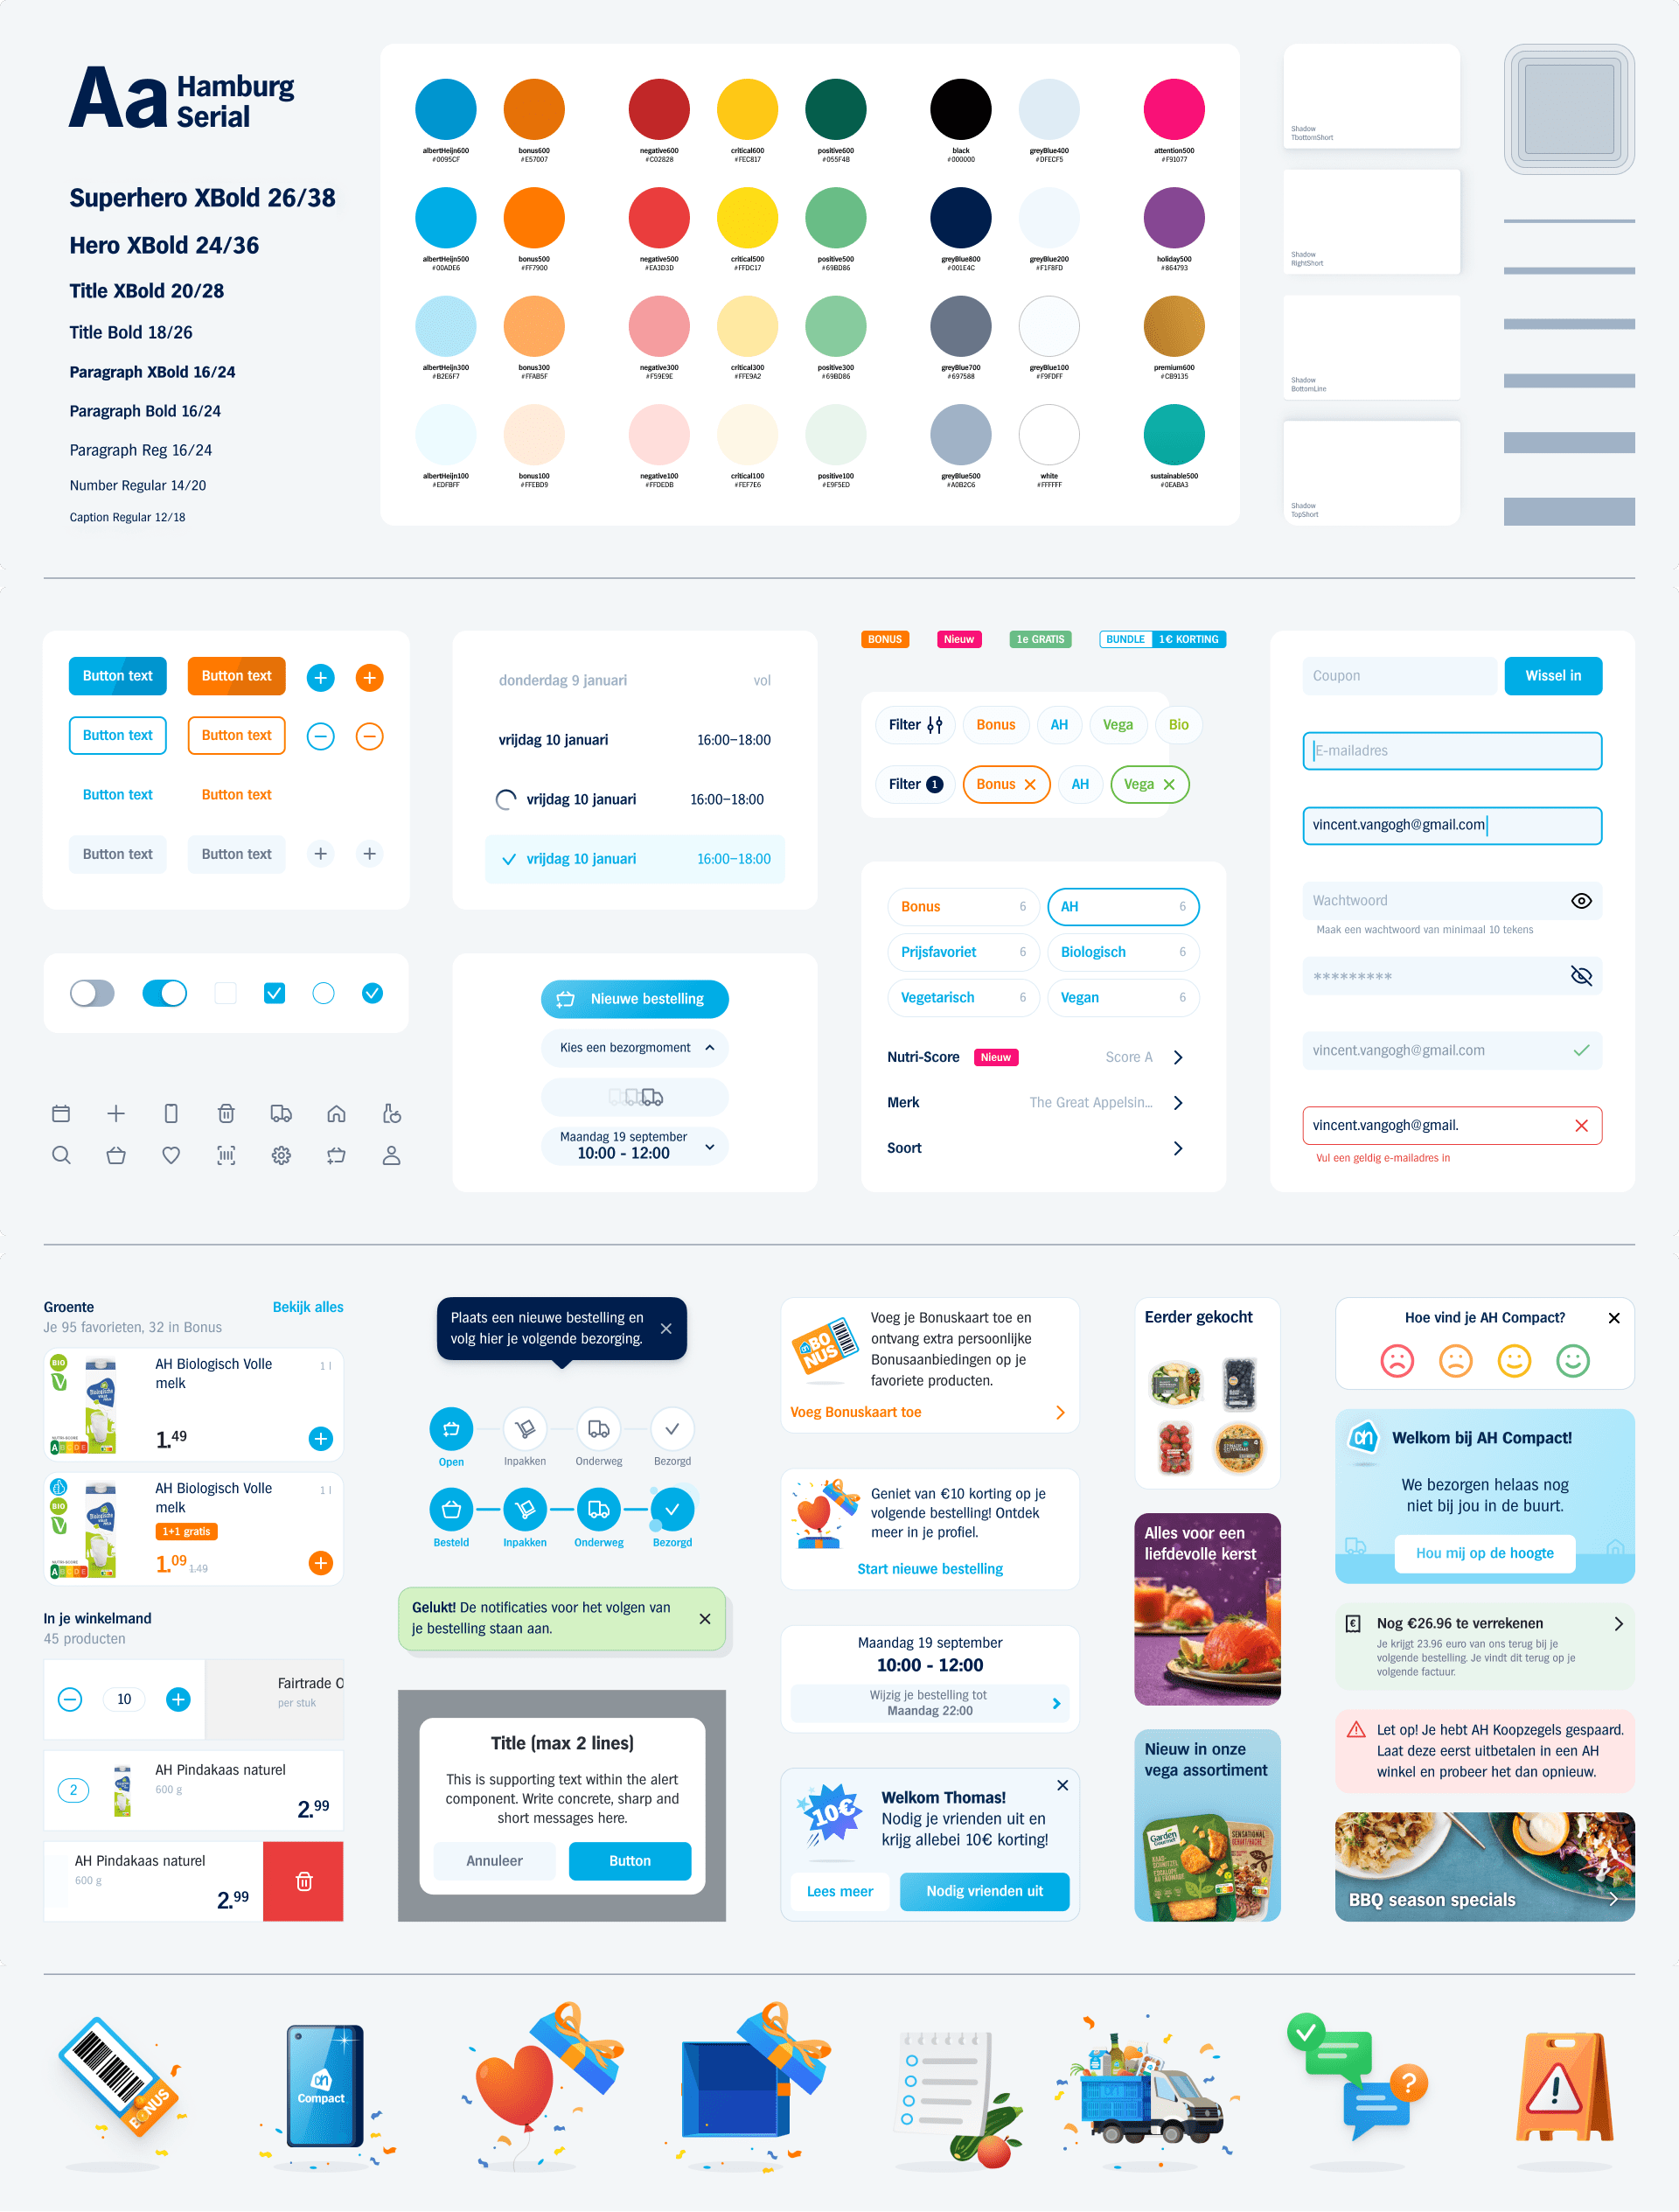 Aa Hamburg
Serial
Superhero XBold 26/38
Hero XBold 24/36
Title XBold 20/28
Title Bold 18/26
Paragraph XBold 16/24
Paragraph Bold 16/24
Paragraph Reg 16/24
Number Regular 14/20
Caption Regular 12/18
albertHeijn600 bonus600 negative600 critical600 positive600 black greyBlue400 attention500
#0095CF #E57007 #C02828 #FEC817 #055F4B #000000 #DFECF5 #F91077
albertHeijn500 bonus500 negative500 critical500 positive500 greyBlue800 greyBlue200 holiday500
#00ADE6 #FF7900 #EA3D3D #FFDC17 #69BD86 #001E4C #F1F8FD #864793
albertHeijn300 bonus300 negative300 critical300 positive300 greyBlue700 greyBlue100 premium600
#B2E6F7 #FFAB5F #F59E9E #FFE9A2 #69BD86 #697588 #F9FDFF #CB9135
albertHeijn100 bonus100 negative100 critical100 positive100 greyBlue500 white sustainable500
#EDFBFF #FFEBD9 #FFDEDB #FEF7E6 #E9F5ED #A0B2C6 #FFFFFF #0EABA3
Shadow
TbottomShort
Shadow
RightShort
Shadow
BottomLine
Shadow
TopShort
Button text Button text
Button text Button text
Button text Button text
Button text Button text
donderdag 9 januari vol
vrijdag 10 januari 16:00–18:00
vrijdag 10 januari 16:00–18:00
vrijdag 10 januari 16:00–18:00
Nieuwe bestelling
Kies een bezorgmoment
Maandag 19 september
10:00 - 12:00
BONUS Nieuw 1e GRATIS BUNDLE 1€ KORTING
Filter Bonus AH Vega Bio
Filter 1 Bonus AH Vega
Bonus 6 AH 6
Prijsfavoriet 6 Biologisch 6
Vegetarisch 6 Vegan 6
Nutri-Score Nieuw Score A
Merk The Great Appelsin...
Soort
Coupon Wissel in
E-mailadres
vincent.vangogh@gmail.com
Wachtwoord
Maak een wachtwoord van minimaal 10 tekens
*********
vincent.vangogh@gmail.com
vincent.vangogh@gmail.
Vul een geldig e-mailadres in
Groente Bekijk alles
Je 95 favorieten, 32 in Bonus
BIO
AH Biologisch Volle 1 l
melk
1.49
BIO
AH Biologisch Volle 1 l
melk
1+1 gratis
1.09 1.49
In je winkelmand
45 producten
10
Fairtrade O
per stuk
2
AH Pindakaas naturel
600 g
2.99
AH Pindakaas naturel
600 g
2.99
Plaats een nieuwe bestelling en
volg hier je volgende bezorging.
Open Inpakken Onderweg Bezorgd
Besteld Inpakken Onderweg Bezorgd
Gelukt! De notificaties voor het volgen van
je bestelling staan aan.
Title (max 2 lines)
This is supporting text within the alert
component. Write concrete, sharp and
short messages here.
Annuleer Button
BO
NUS
Voeg je Bonuskaart toe en
ontvang extra persoonlijke
Bonusaanbiedingen op je
favoriete producten.
Voeg Bonuskaart toe
Geniet van €10 korting op je
volgende bestelling! Ontdek
meer in je profiel.
Start nieuwe bestelling
Maandag 19 september
10:00 - 12:00
Wijzig je bestelling tot
Maandag 22:00
10€
Welkom Thomas!
Nodig je vrienden uit en
krijg allebei 10€ korting!
Lees meer Nodig vrienden uit
Eerder gekocht
Alles voor een
liefdevolle kerst
Nieuw in onze
vega assortiment
Garden
Gourmet
SENSATIONAL
Hoe vind je AH Compact?
Welkom bij AH Compact!
We bezorgen helaas nog
niet bij jou in de buurt.
Hou mij op de hoogte
Nog €26.96 te verrekenen
Je krijgt 23.96 euro van ons terug bij je
volgende bestelling. Je vindt dit terug op je
volgende factuur.
Let op! Je hebt AH Koopzegels gespaard.
Laat deze eerst uitbetalen in een AH
winkel en probeer het dan opnieuw.
BBQ season specials
BONUS
Compact
?
!